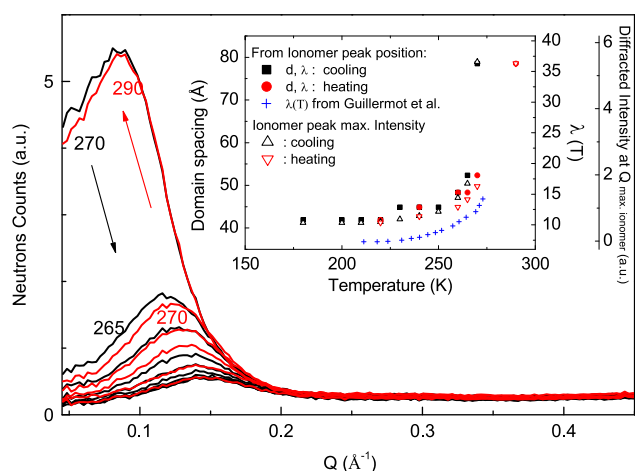 From Ionomer peak position:
d, λ : cooling
d, λ : heating
λ(T) from Guillermot et al.
Ionomer peak max. Intensity
: cooling
: heating
80
70
60
50
40
Domain spacing (Å)
150
200
250
300
Temperature (K)
40
35
30
25
20
15
10
λ (T)
6
4
2
0
Diffracted Intensity at Q max. ionomer (a.u.)
290
270
265
270
5
0
Neutrons Counts (a.u.)
0.1
0.2
0.3
0.4
Q (Å⁻¹)